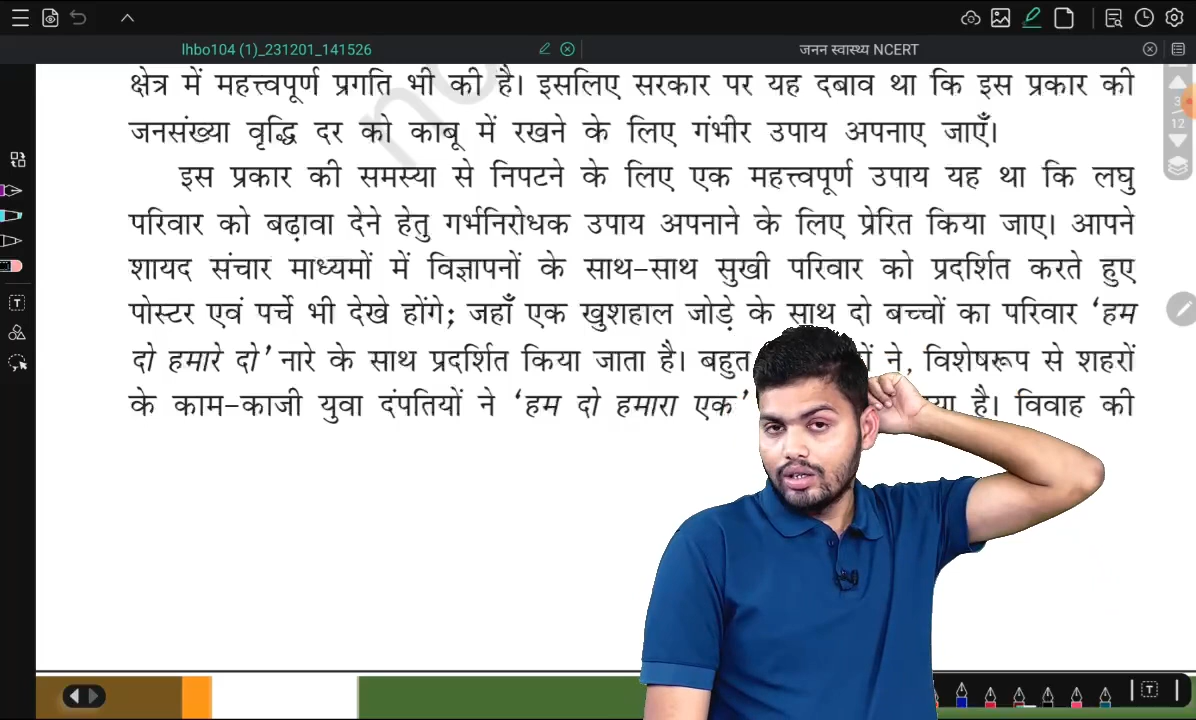 lhbo104 (1)_231201_141526
जनन स्वास्थ्य NCERT
क्षेत्र में महत्त्वपूर्ण प्रगति भी की है। इसलिए सरकार पर यह दबाव था कि इस प्रकार की
जनसंख्या वृद्धि दर को काबू में रखने के लिए गंभीर उपाय अपनाए जाएँ।
इस प्रकार की समस्या से निपटने के लिए एक महत्त्वपूर्ण उपाय यह था कि लघु
परिवार को बढ़ावा देने हेतु गर्भनिरोधक उपाय अपनाने के लिए प्रेरित किया जाए। आपने
शायद संचार माध्यमों में विज्ञापनों के साथ-साथ सुखी परिवार को प्रदर्शित करते हुए
पोस्टर एवं पर्चे भी देखे होंगे; जहाँ एक खुशहाल जोड़े के साथ दो बच्चों का परिवार ‘हम
दो हमारे दो’ नारे के साथ प्रदर्शित किया जाता है। बहुत ने, विशेषरूप से शहरों
के काम-काजी युवा दंपतियों ने ‘हम दो हमारा एक’ है। विवाह की
3
12